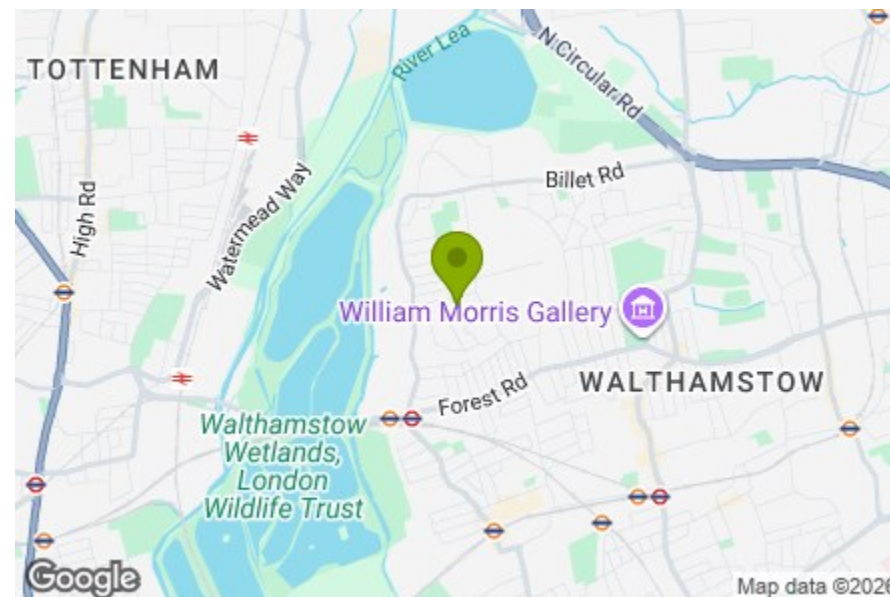 TOTTENHAM
River Lea
N Circular Rd
Billet Rd
High Rd
Watermead Way
William Morris Gallery
WALTHAMSTOW
Forest Rd
Walthamstow
Wetlands,
London
Wildlife Trust
Google
Map data ©2026